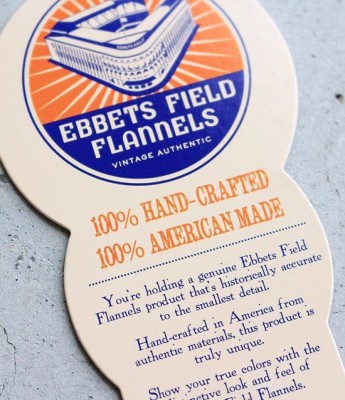 EBBETS FIELD
FLANNELS
VINTAGE AUTHENTIC
100% HAND-CRAFTED
100% AMERICAN MADE
You're holding a genuine Ebbets Field
Flannels product that's historically accurate
to the smallest detail.
Hand-crafted in America from
authentic materials, this product is
truly unique.
Show your true colors with the
look and feel of
Flannels.